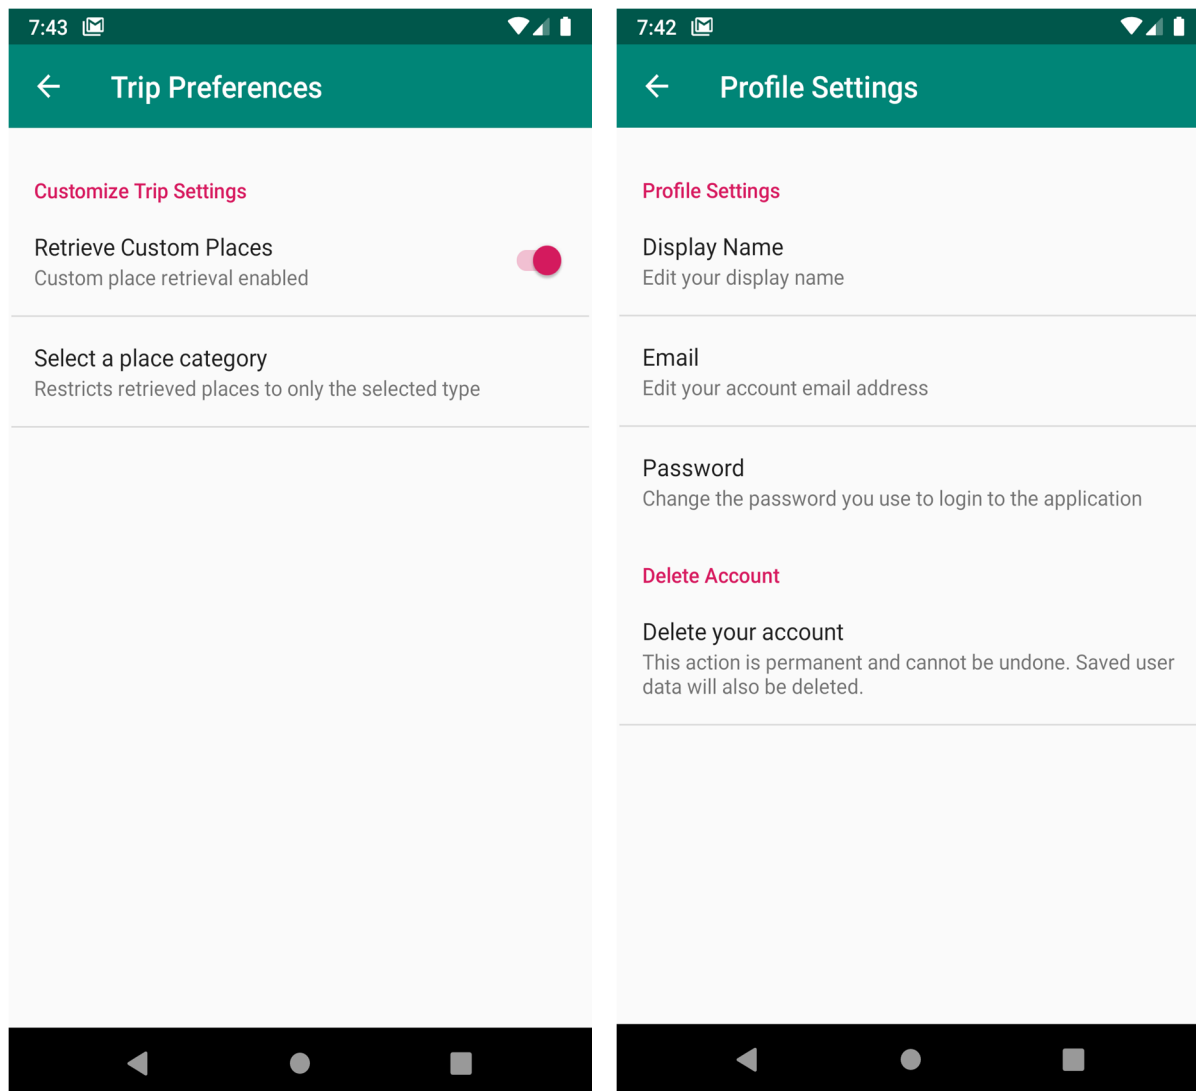 7:43
Trip Preferences
Customize Trip Settings
Retrieve Custom Places
Custom place retrieval enabled
Select a place category
Restricts retrieved places to only the selected type
7:42
Profile Settings
Profile Settings
Display Name
Edit your display name
Email
Edit your account email address
Password
Change the password you use to login to the application
Delete Account
Delete your account
This action is permanent and cannot be undone. Saved user
data will also be deleted.